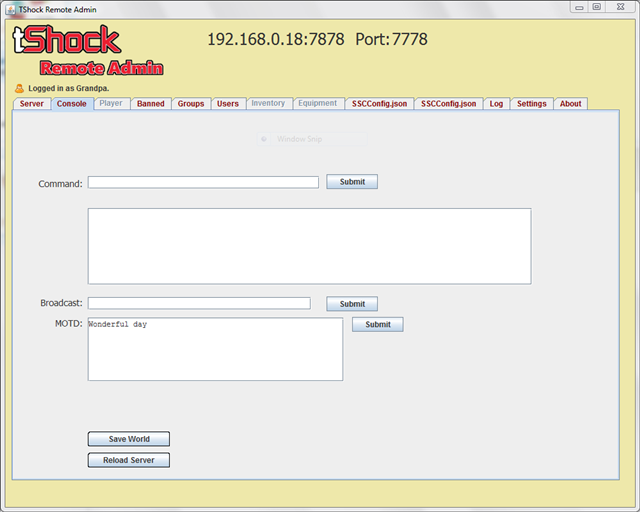 TShock Remote Admin
tShock
Remote Admin
192.168.0.18:7878 Port:7778
Logged in as Grandpa.
Server Console Player Banned Groups Users Inventory Equipment SSCConfig.json SSCConfig.json Log Settings About
Window Snip
Command: Submit
Broadcast: Submit
MOTD: Wonderful day Submit
Save World
Reload Server